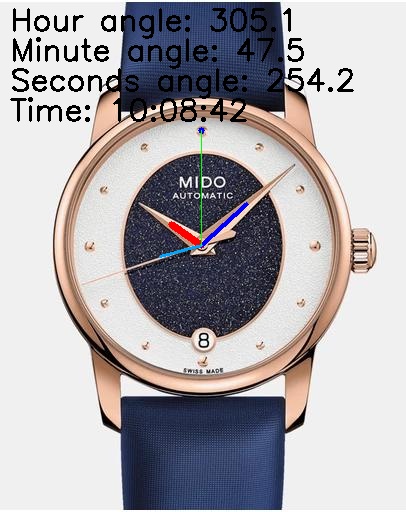 Hour angle: 305.1
Minute angle: 47.5
Seconds angle: 254.2
Time: 10:08:42
MIDO
AUTOMATIC
8
SWISS MADE